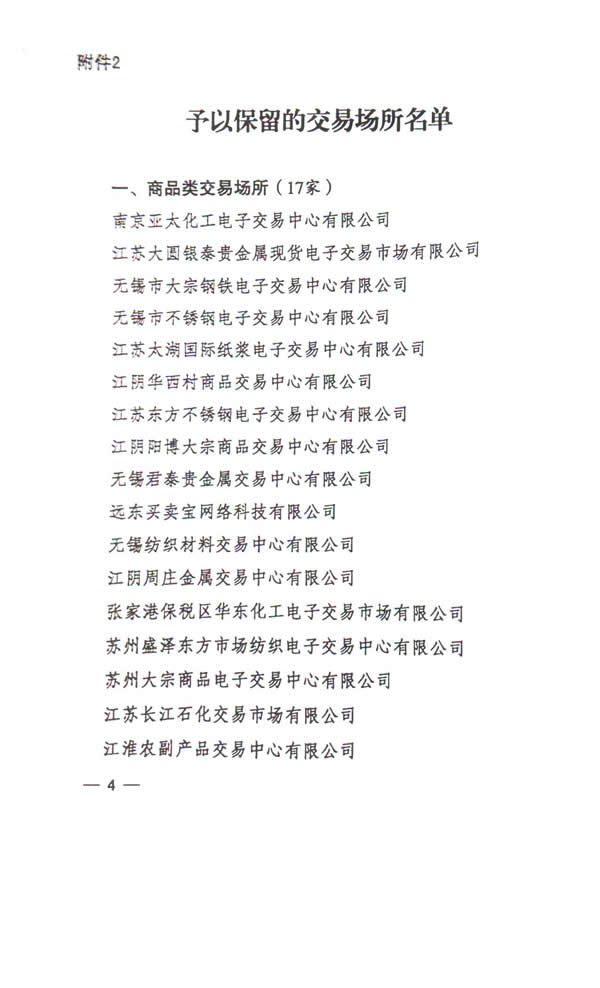 附件2
予以保留的交易场所名单
一、商品类交易场所（17家）
南京亚太化工电子交易中心有限公司
江苏大圆银泰贵金属现货电子交易市场有限公司
无锡市大宗钢铁电子交易中心有限公司
无锡市不锈钢电子交易中心有限公司
江苏太湖国际纸浆电子交易中心有限公司
江阴华西村商品交易中心有限公司
江苏东方不锈钢电子交易中心有限公司
江阴阳博大宗商品交易中心有限公司
无锡君泰贵金属交易中心有限公司
远东买卖宝网络科技有限公司
无锡纺织材料交易中心有限公司
江阴周庄金属交易中心有限公司
张家港保税区华东化工电子交易市场有限公司
苏州盛泽东方市场纺织电子交易中心有限公司
苏州大宗商品电子交易中心有限公司
江苏长江石化交易市场有限公司
江淮农副产品交易中心有限公司
— 4 —